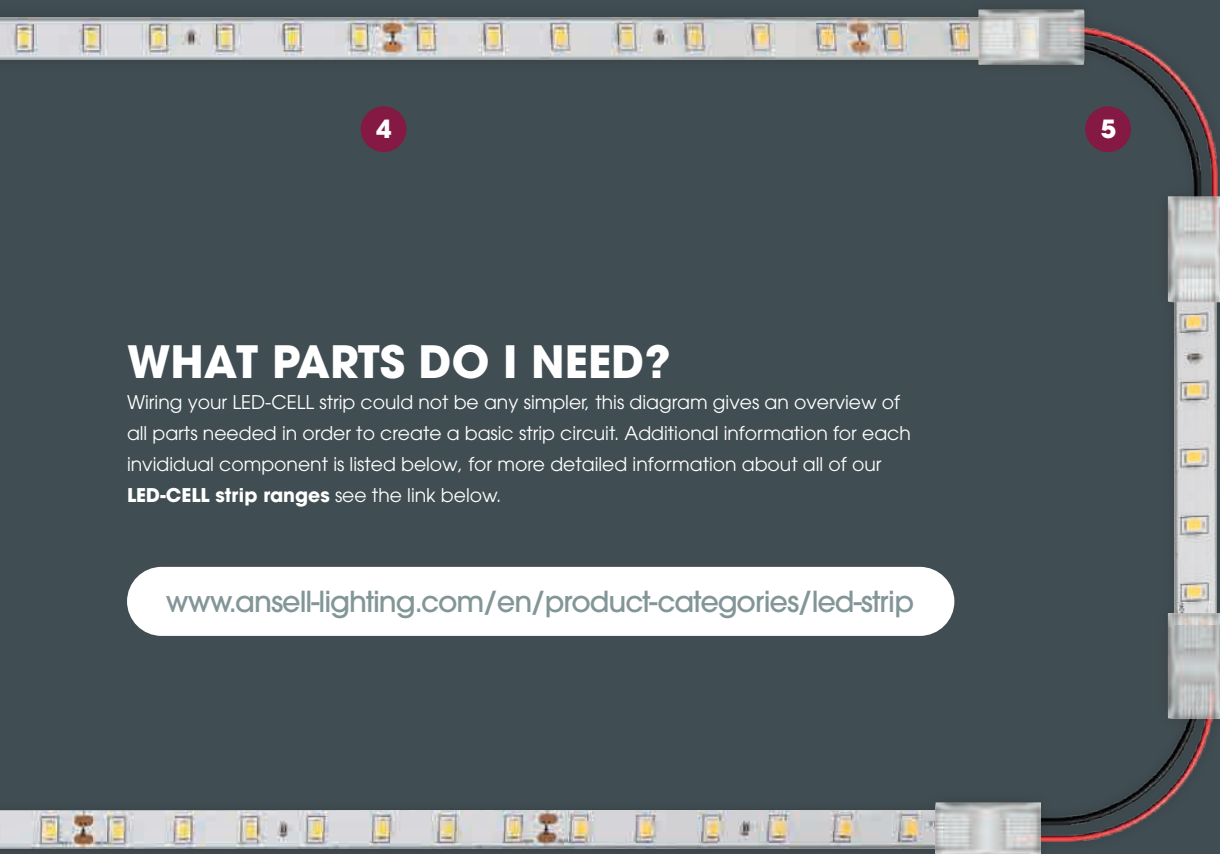 4
5
WHAT PARTS DO I NEED?
Wiring your LED-CELL strip could not be any simpler, this diagram gives an overview of
all parts needed in order to create a basic strip circuit. Additional information for each
invididual component is listed below, for more detailed information about all of our
LED-CELL strip ranges see the link below.
www.ansell-lighting.com/en/product-categories/led-strip